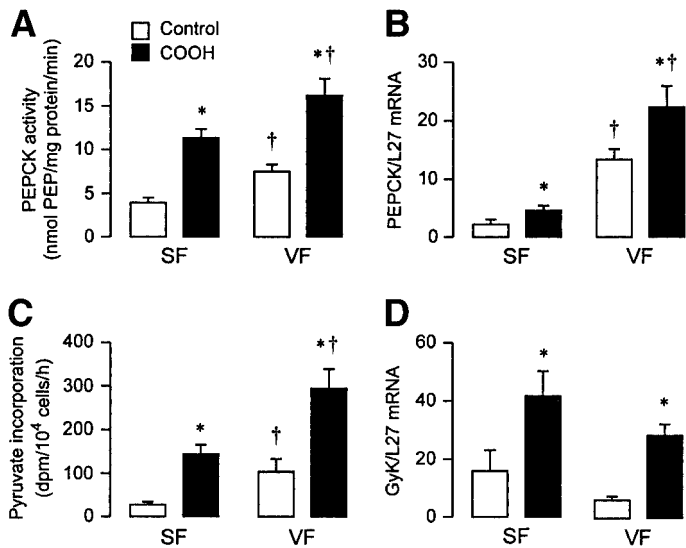 A
Control
COOH
PEPCK activity
(nmol PEP/mg protein/min)
20
15
10
5
0
*
†
*†
SF
VF
B
PEPCK/L27 mRNA
30
20
10
0
*
†
*†
SF
VF
C
Pyruvate incorporation
(dpm/10⁴ cells/h)
400
300
200
100
0
*
†
*†
SF
VF
D
GyK/L27 mRNA
60
40
20
0
*
*
SF
VF